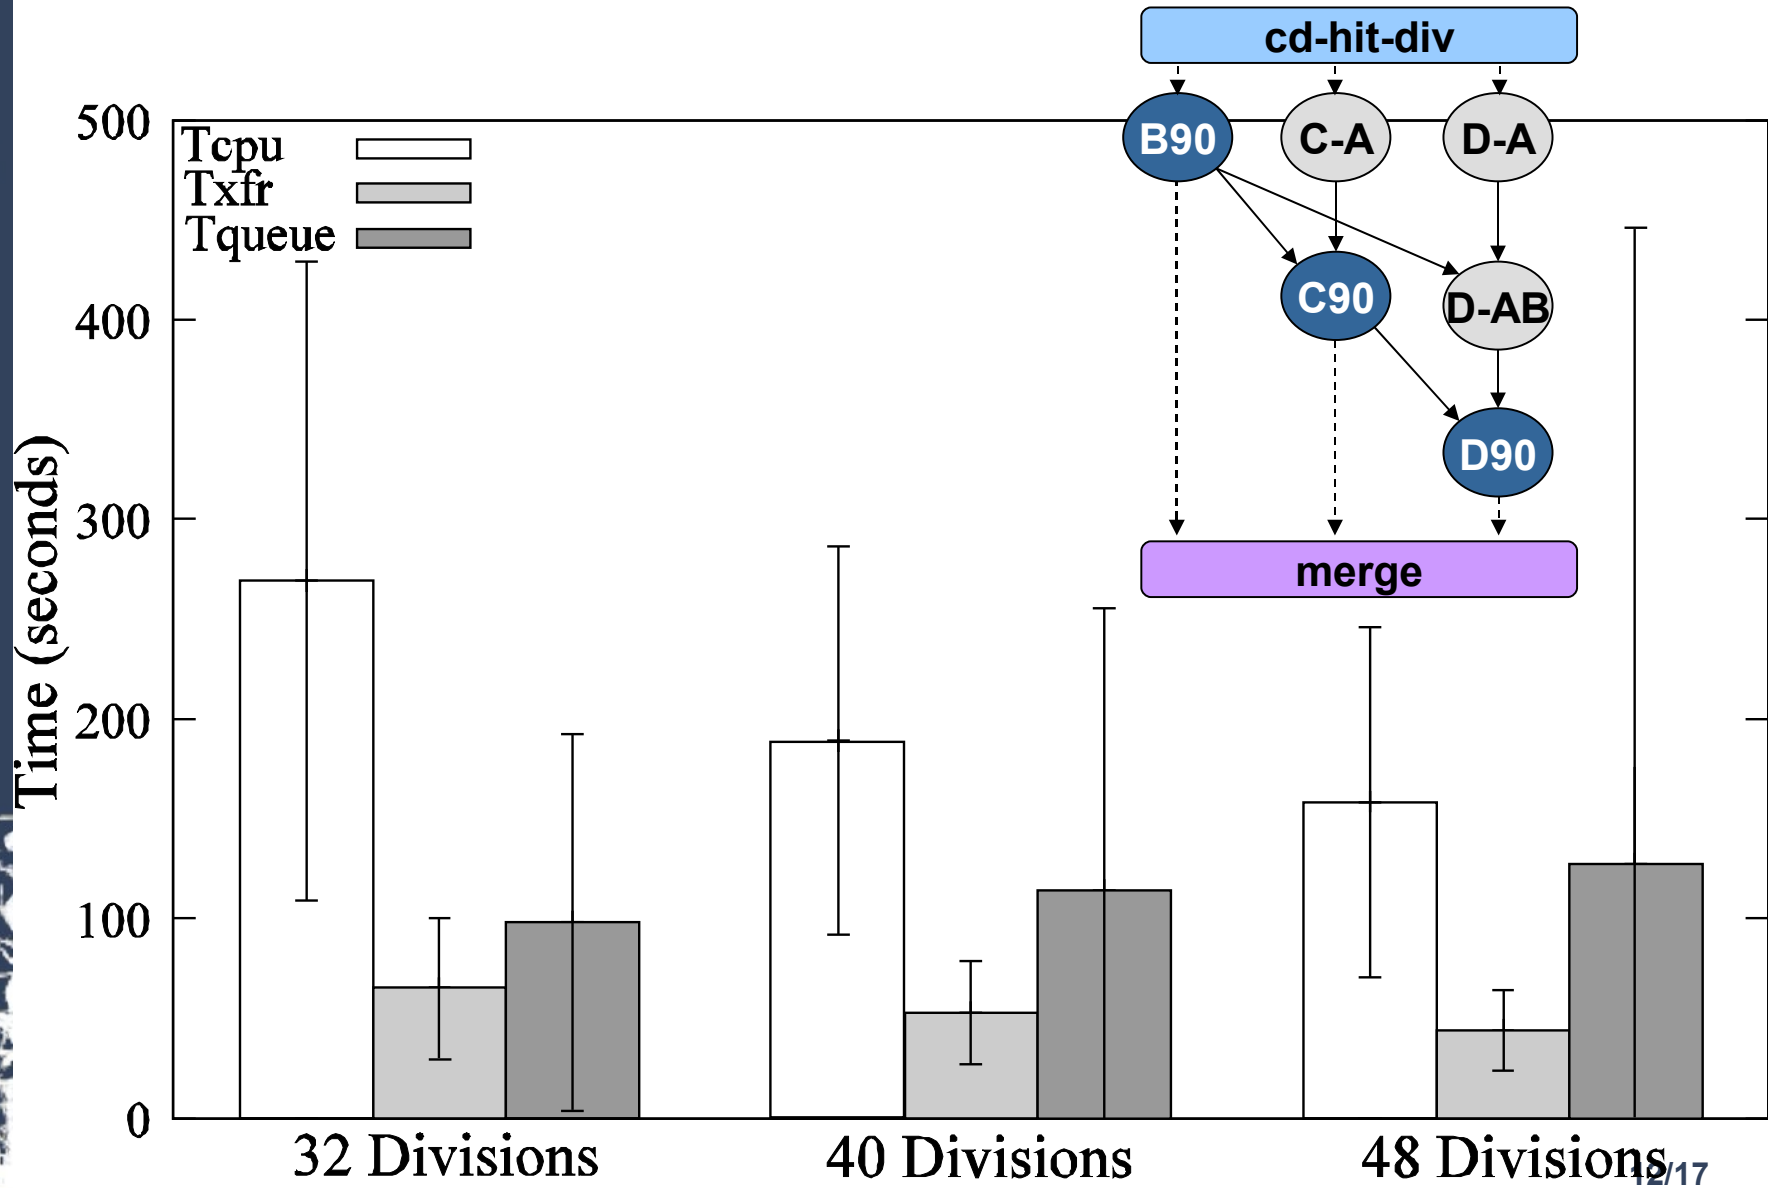 cd-hit-div
B90
C-A
D-A
C90
D-AB
D90
merge
500
400
300
200
100
0
Time (seconds)
Tcpu
Txfr
Tqueue
32 Divisions
40 Divisions
48 Divisions
12/17